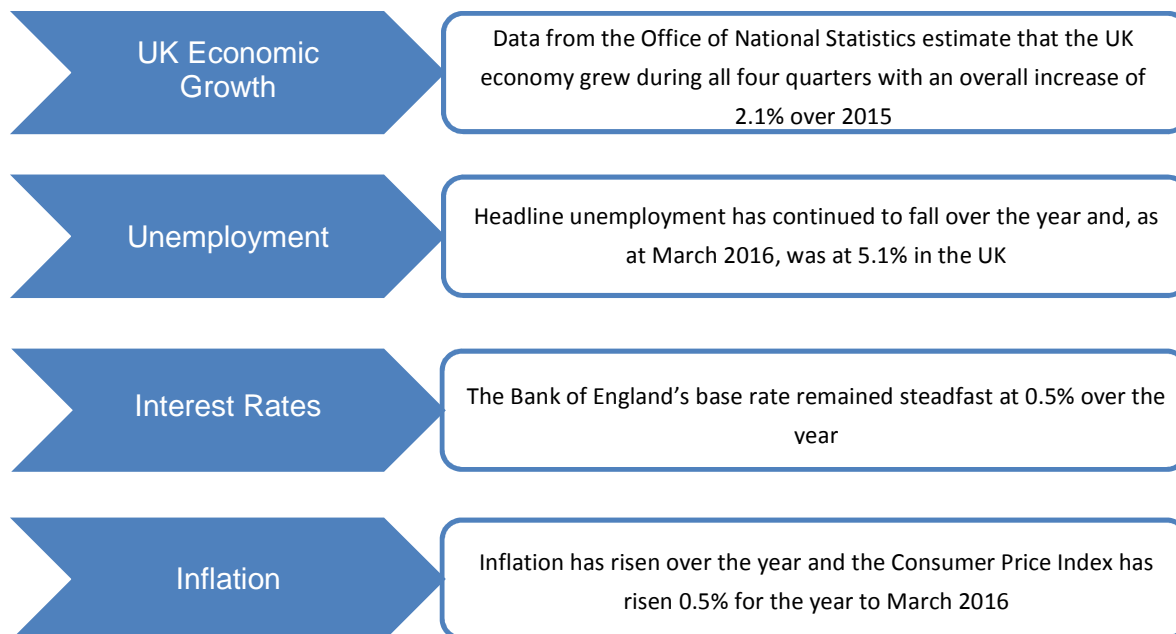 UK Economic
Growth
Data from the Office of National Statistics estimate that the UK
economy grew during all four quarters with an overall increase of
2.1% over 2015
Unemployment
Headline unemployment has continued to fall over the year and, as
at March 2016, was at 5.1% in the UK
Interest Rates
The Bank of England’s base rate remained steadfast at 0.5% over the
year
Inflation
Inflation has risen over the year and the Consumer Price Index has
risen 0.5% for the year to March 2016